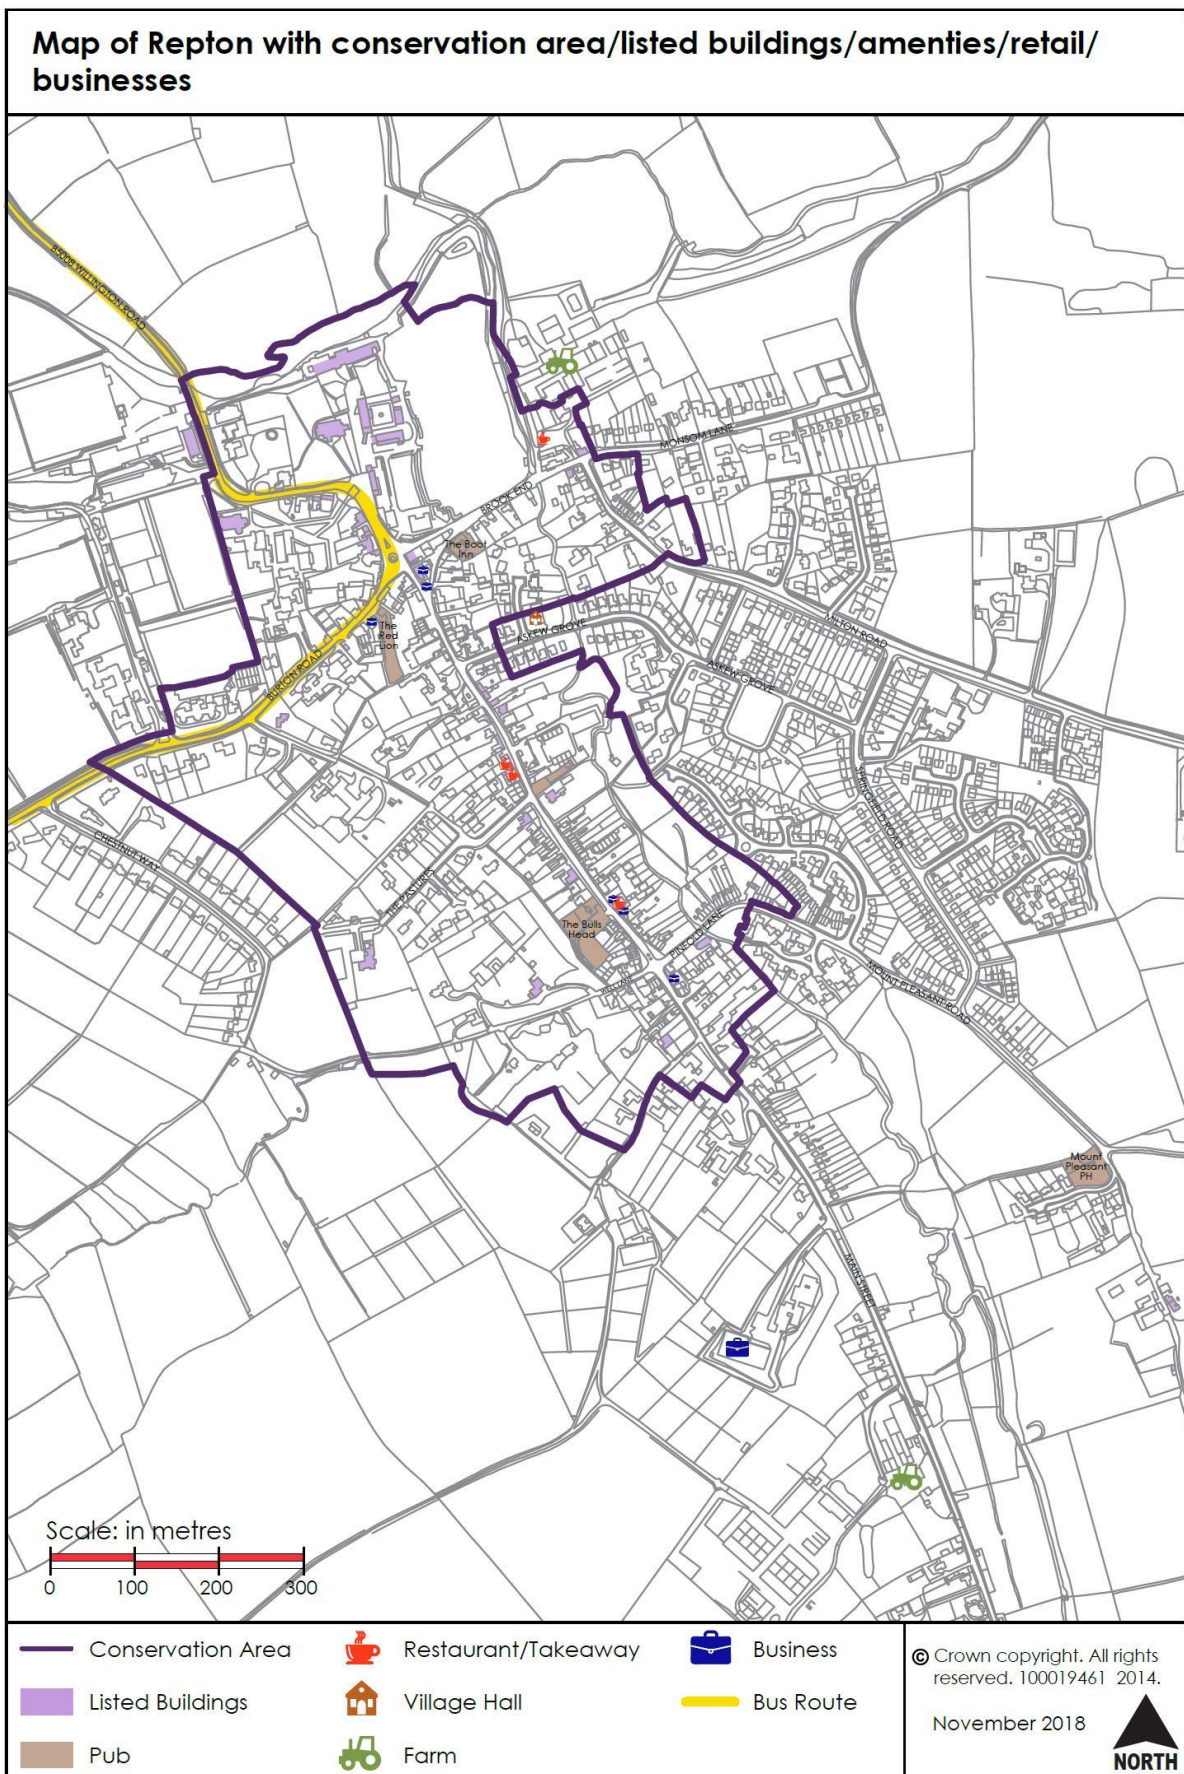 Map of Repton with conservation area/listed buildings/amenties/retail/
businesses
B5008 WILLINGTON ROAD
MONSOM LANE
BROOK END
The Boot
Inn
ASKEW GROVE
MILTON ROAD
The
Red
Lion
BURTON ROAD
ASKEW GROVE
SPRINGFIELD ROAD
CHESTNUT WAY
THE PASTURES
The Bulls
Head
PINFOLD LANE
WELL LANE
MOUNT PLEASANT ROAD
Mount
Pleasant
PH
MAIN STREET
Scale: in metres
0 100 200 300
Conservation Area
Listed Buildings
Pub
Restaurant/Takeaway
Village Hall
Farm
Business
Bus Route
© Crown copyright. All rights
reserved. 100019461 2014.
November 2018
NORTH